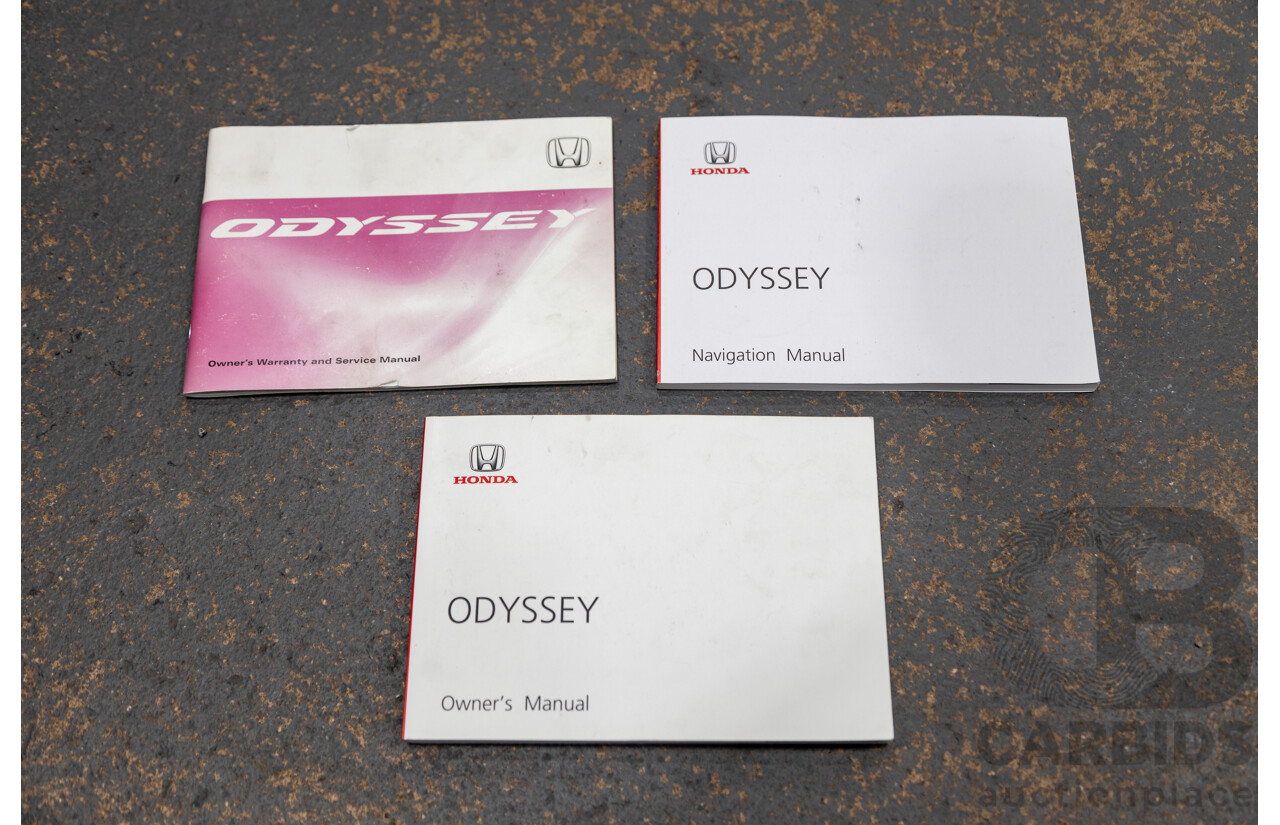 ODYSSEY
Owner's Warranty and Service Manual
HONDA
ODYSSEY
Navigation Manual
HONDA
ODYSSEY
Owner's Manual
CARBIDS
auctionplace